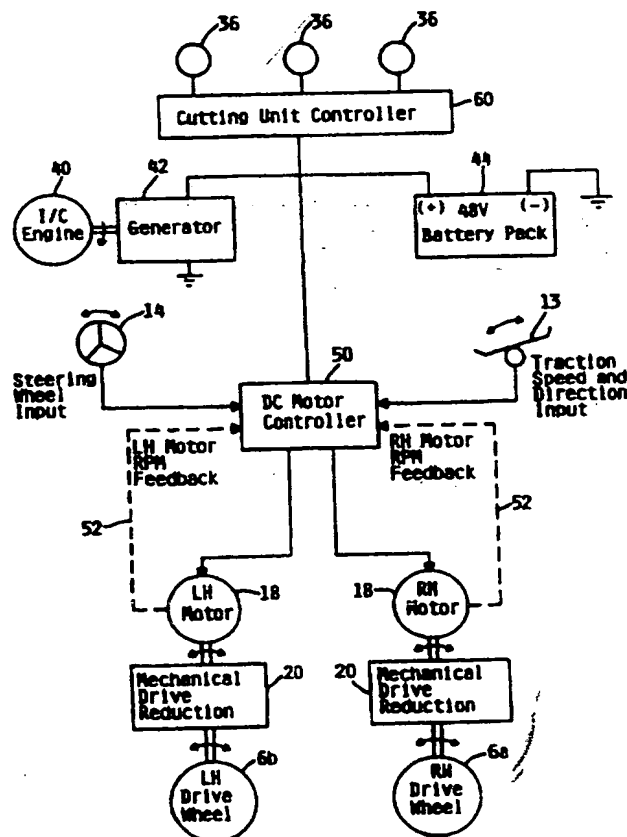 36
36
36
60
Cutting Unit Controller
40
42
44
I/C
Engine
Generator
(+) 48V (-)
Battery Pack
14
13
Steering
Wheel
Input
50
DC Motor
Controller
Traction
Speed and
Direction
Input
LH Motor
RPM
Feedback
RH Motor
RPM
Feedback
52
52
LH
Motor
18
18
RH
Motor
Mechanical
Drive
Reduction
20
20
Mechanical
Drive
Reduction
6b
6a
LH
Drive
Wheel
RH
Drive
Wheel